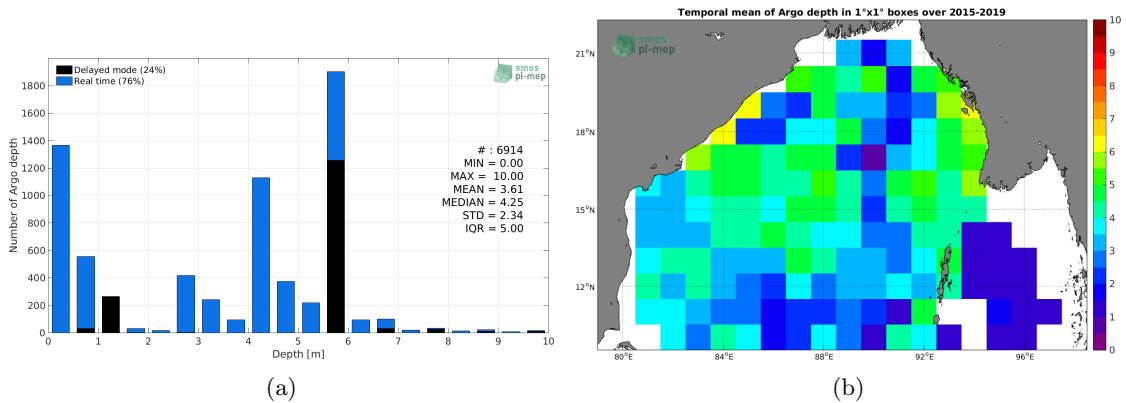 Delayed mode (24%)
Real time (76%)
smos
pi-mep
Number of Argo depth
1800
1600
1400
1200
1000
800
600
400
200
0
# : 6914
MIN = 0.00
MAX = 10.00
MEAN = 3.61
MEDIAN = 4.25
STD = 2.34
IQR = 5.00
0 1 2 3 4 5 6 7 8 9 10
Depth [m]
(a)
Temporal mean of Argo depth in 1°x1° boxes over 2015-2019
smos
pi-mep
21°N
18°N
15°N
12°N
80°E 84°E 88°E 92°E 96°E
10
9
8
7
6
5
4
3
2
1
0
(b)